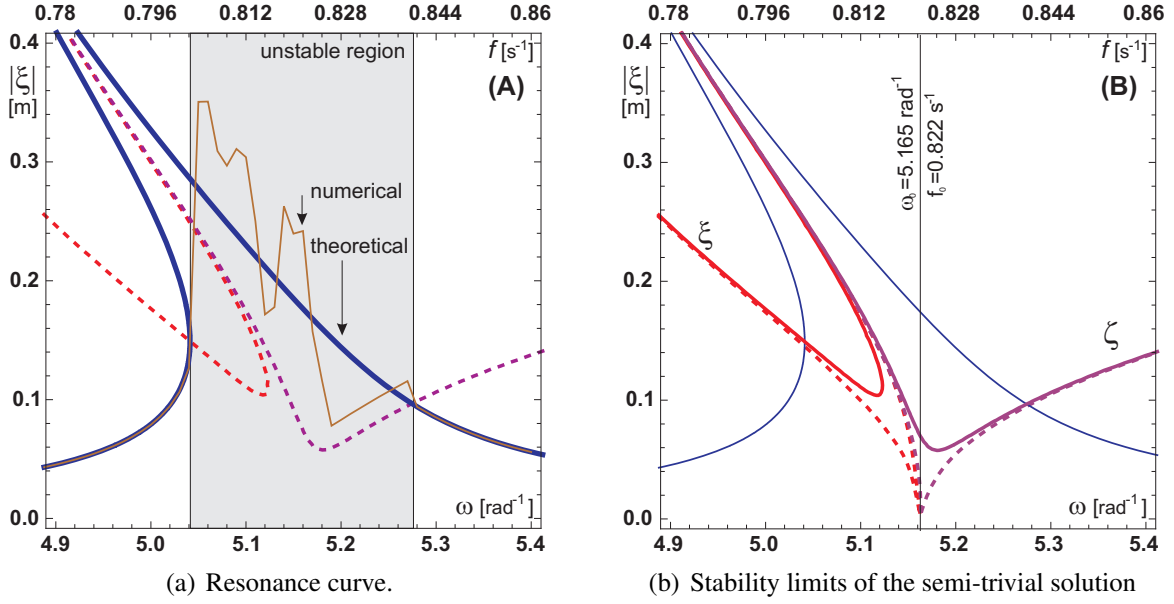 0.78 0.796 0.812 0.828 0.844 0.86
0.4 unstable region f [s⁻¹]
|ξ|
[m]
(A)
0.3
numerical
0.2
theoretical
0.1
0.0 ω [rad⁻¹]
4.9 5.0 5.1 5.2 5.3 5.4
(a) Resonance curve.
0.78 0.796 0.812 0.828 0.844 0.86
0.4 f [s⁻¹]
|ξ|
[m]
(B)
ω₀=5.165 rad⁻¹
f₀=0.822 s⁻¹
0.3
ξ
0.2
ζ
0.1
0.0 ω [rad⁻¹]
4.9 5.0 5.1 5.2 5.3 5.4
(b) Stability limits of the semi-trivial solution